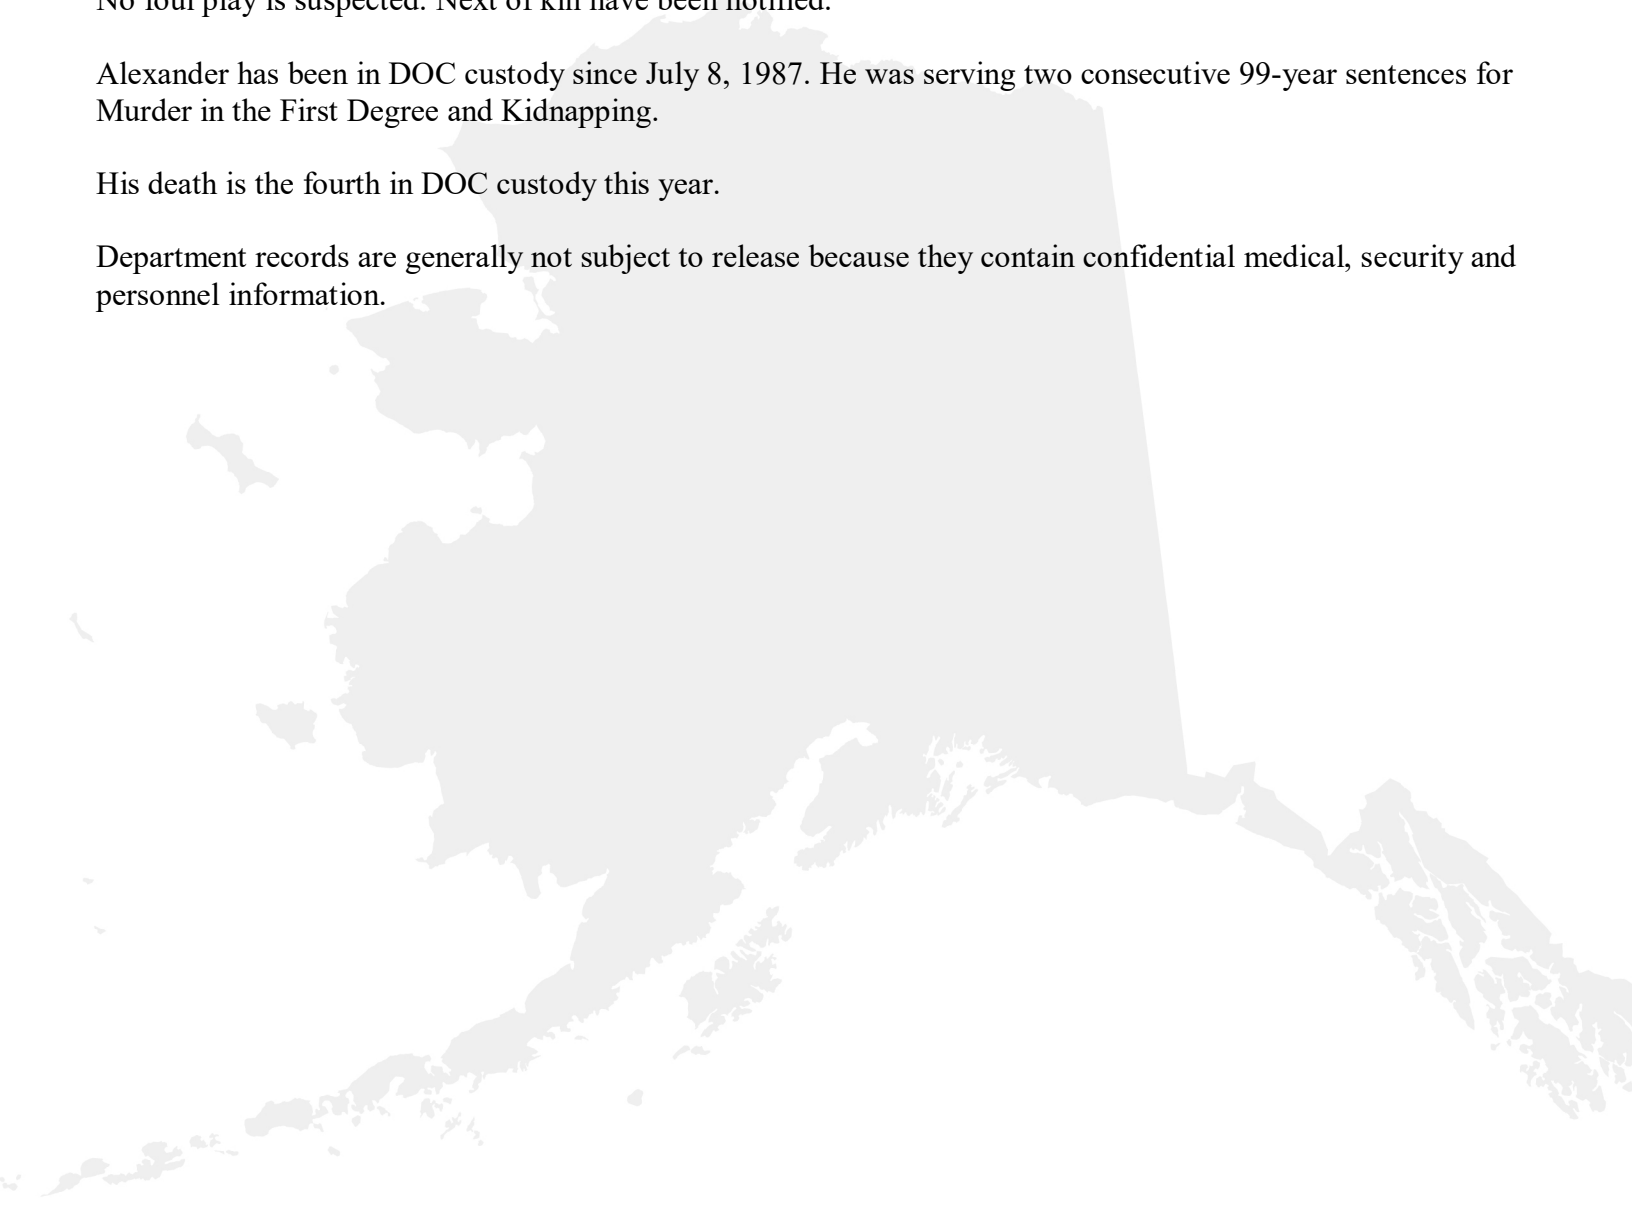 No foul play is suspected. Next of kin have been notified.
Alexander has been in DOC custody since July 8, 1987. He was serving two consecutive 99-year sentences for
Murder in the First Degree and Kidnapping.
His death is the fourth in DOC custody this year.
Department records are generally not subject to release because they contain confidential medical, security and
personnel information.